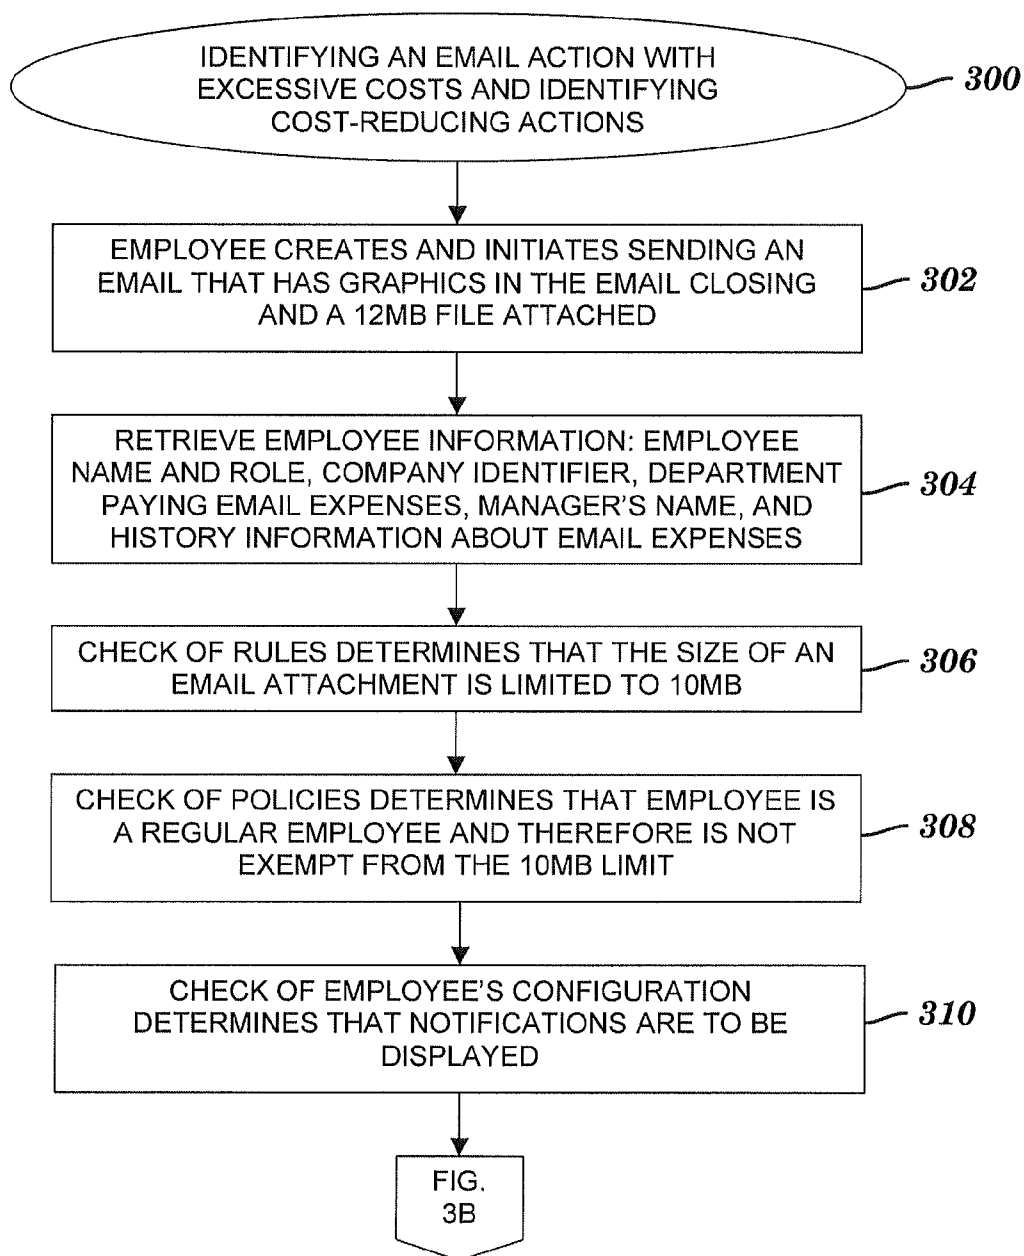 IDENTIFYING AN EMAIL ACTION WITH
EXCESSIVE COSTS AND IDENTIFYING
COST-REDUCING ACTIONS
300
EMPLOYEE CREATES AND INITIATES SENDING AN
EMAIL THAT HAS GRAPHICS IN THE EMAIL CLOSING
AND A 12MB FILE ATTACHED
302
RETRIEVE EMPLOYEE INFORMATION: EMPLOYEE
NAME AND ROLE, COMPANY IDENTIFIER, DEPARTMENT
PAYING EMAIL EXPENSES, MANAGER'S NAME, AND
HISTORY INFORMATION ABOUT EMAIL EXPENSES
304
CHECK OF RULES DETERMINES THAT THE SIZE OF AN
EMAIL ATTACHMENT IS LIMITED TO 10MB
306
CHECK OF POLICIES DETERMINES THAT EMPLOYEE IS
A REGULAR EMPLOYEE AND THEREFORE IS NOT
EXEMPT FROM THE 10MB LIMIT
308
CHECK OF EMPLOYEE'S CONFIGURATION
DETERMINES THAT NOTIFICATIONS ARE TO BE
DISPLAYED
310
FIG.
3B